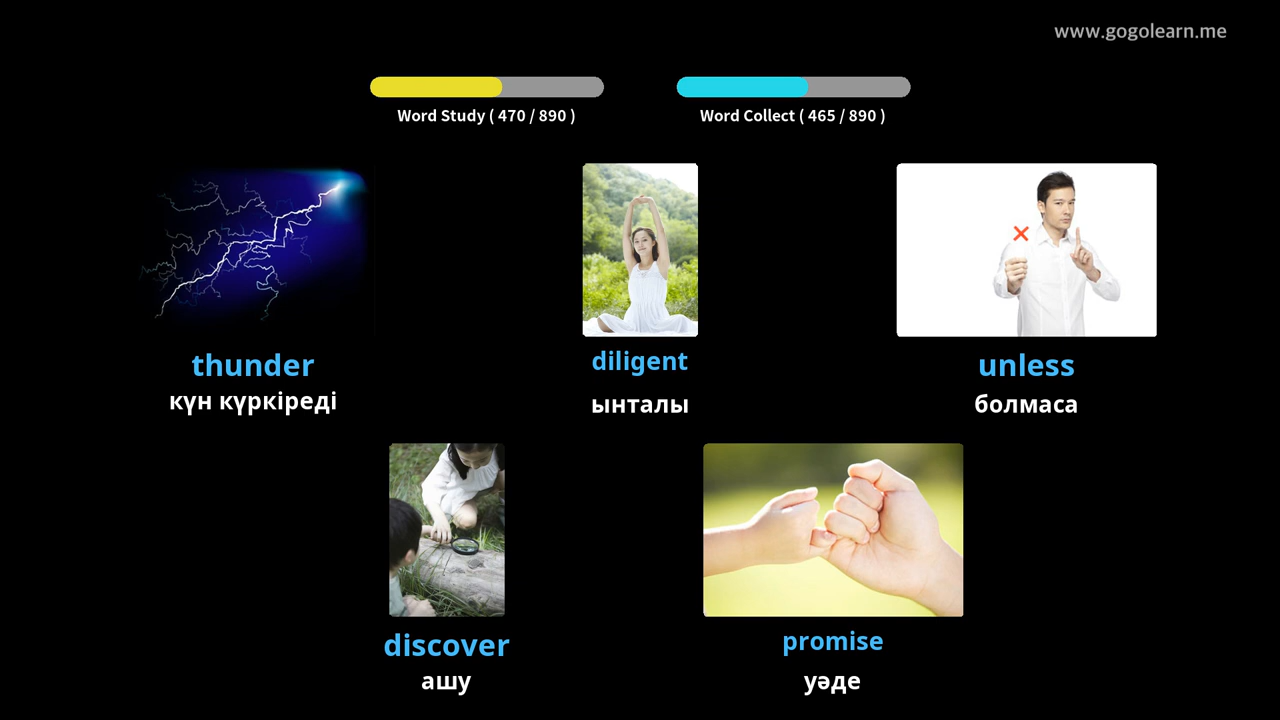 www.gogolearn.me
Word Study ( 470 / 890 )
Word Collect ( 465 / 890 )
thunder
күн күркіреді
diligent
ынталы
unless
болмаса
discover
ашу
promise
уәде